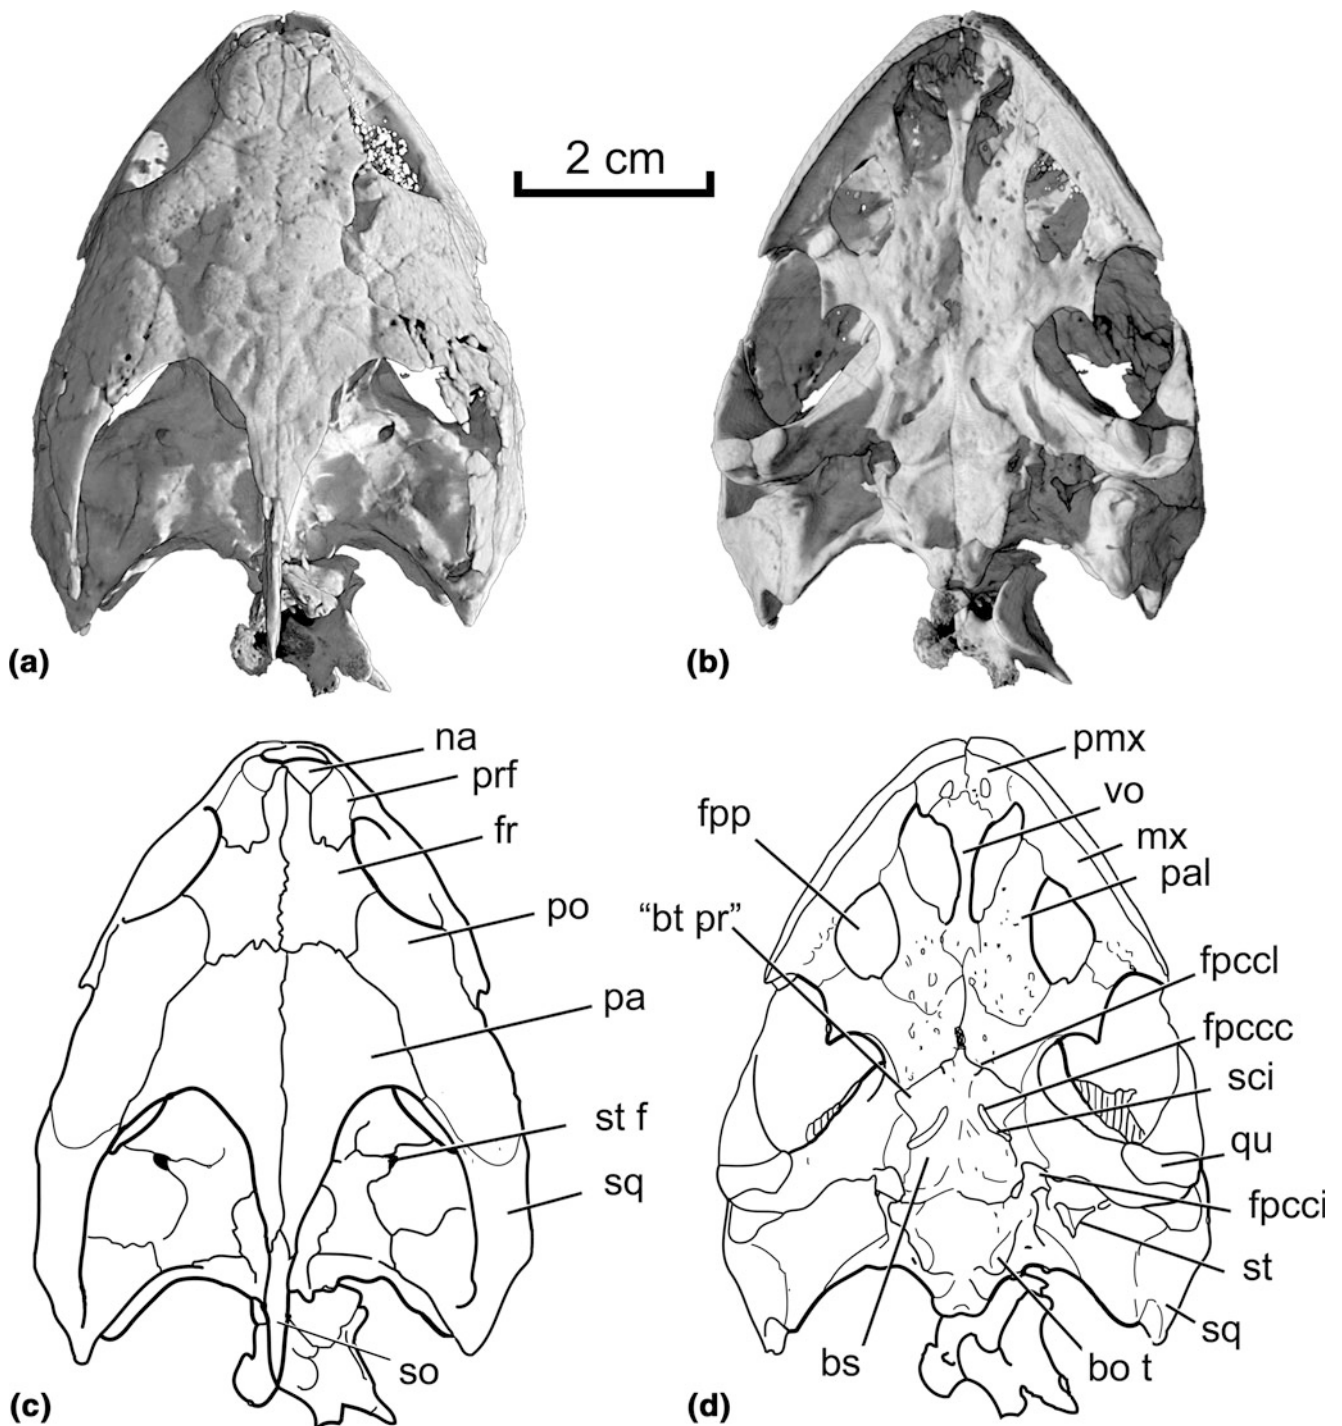 2 cm
(a)
(b)
na
prf
fr
po
pa
st f
sq
so
(c)
pmx
vo
fpp
mx
pal
"bt pr"
fpccl
fpccc
sci
qu
fpcci
st
sq
bs
bo t
(d)